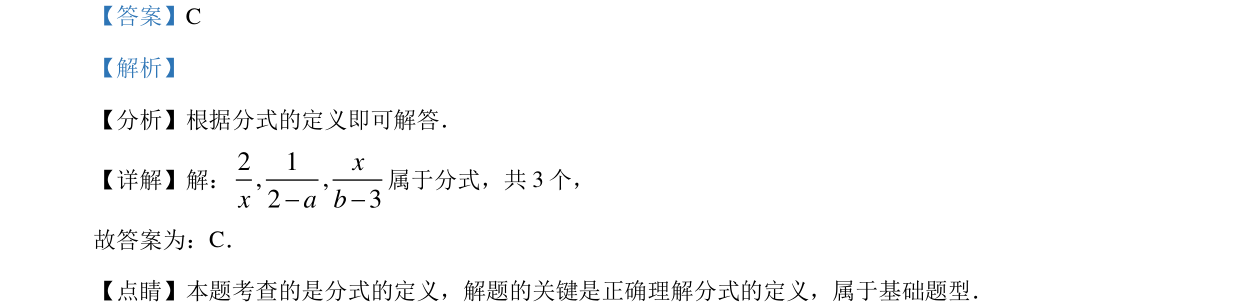 【答案】C
【解析】
【分析】根据分式的定义即可解答．
【详解】解：$\frac{2}{x},\frac{1}{2-a},\frac{x}{b-3}$属于分式，共 3 个，
故答案为：C．
【点睛】本题考查的是分式的定义，解题的关键是正确理解分式的定义，属于基础题型．